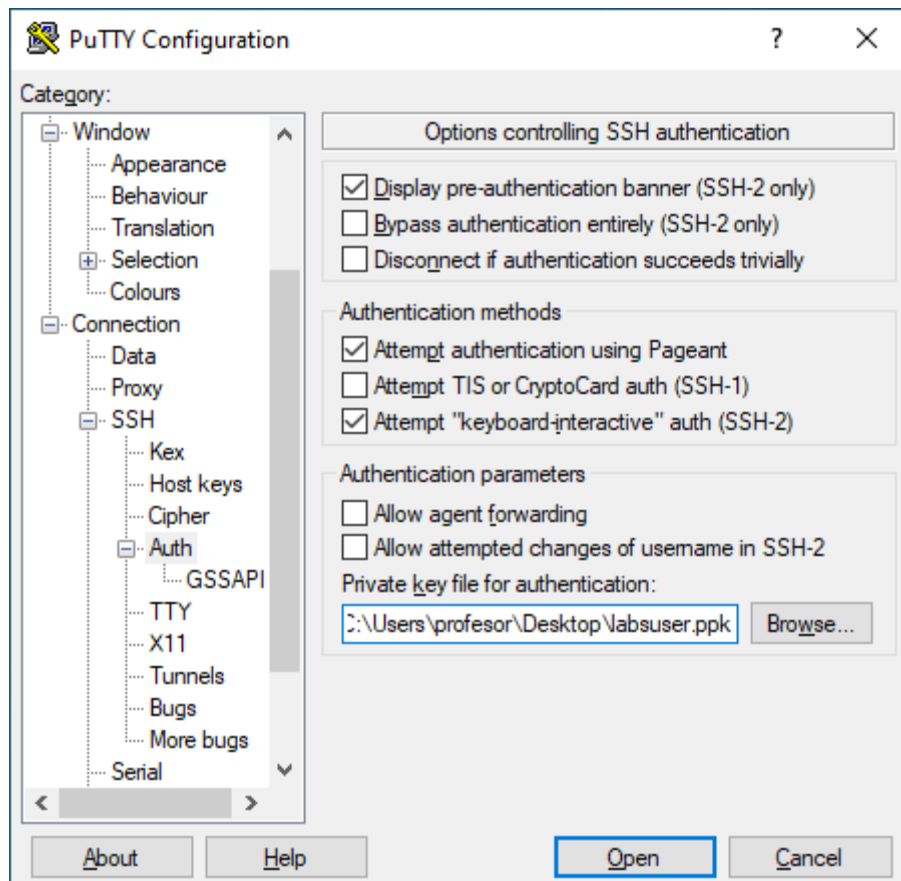 PuTTY Configuration
?
Category:
Window
Appearance
Behaviour
Translation
Selection
Colours
Connection
Data
Proxy
SSH
Kex
Host keys
Cipher
Auth
GSSAPI
TTY
X11
Tunnels
Bugs
More bugs
Serial
Options controlling SSH authentication
Display pre-authentication banner (SSH-2 only)
Bypass authentication entirely (SSH-2 only)
Disconnect if authentication succeeds trivially
Authentication methods
Attempt authentication using Pageant
Attempt TIS or CryptoCard auth (SSH-1)
Attempt "keyboard-interactive" auth (SSH-2)
Authentication parameters
Allow agent forwarding
Allow attempted changes of username in SSH-2
Private key file for authentication:
C:\Users\profesor\Desktop\labsuser.ppk
Browse...
About
Help
Open
Cancel